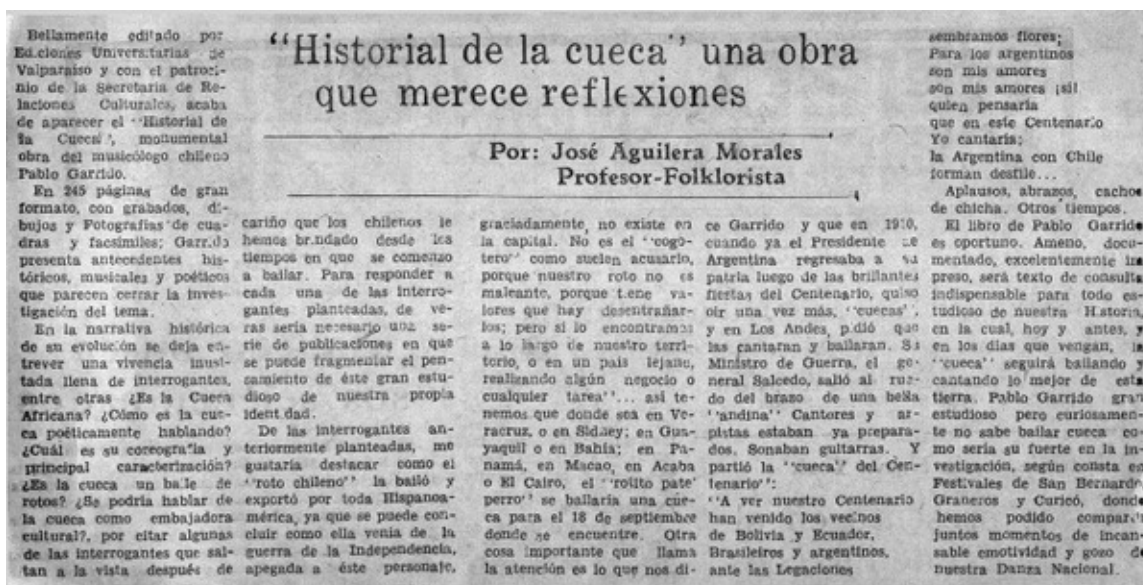 "Historial de la cueca" una obra
que merece reflexiones
Por: José Aguilera Morales
Profesor-Folklorista
Bellamente editado por
Ediciones Universitarias de
Valparaíso y con el patroci-
nio de la Secretaría de Re-
laciones Culturales, acaba
de aparecer el "Historial de
la Cueca", monumental
obra del musicólogo chileno
Pablo Garrido.
En 245 páginas de gran
formato, con grabados, di-
bujos y Fotografías de cua-
dras y facsímiles; Garrido
presenta antecedentes his-
tóricos, musicales y poéticos
que parecen cerrar la inves-
tigación del tema.
En la narrativa histórica
de su evolución se deja en-
trever una vivencia inusi-
tada llena de interrogantes,
entre otras ¿Es la Cueca
Africana? ¿Cómo es la cue-
ca poéticamente hablando?
¿Cuál es su coreografía y
principal caracterización?
¿Es la cueca un baile de
rotos? ¿Se podría hablar de
la cueca como embajadora
cultural?, por citar algunas
de las interrogantes que sal-
tan a la vista después de
cariño que los chilenos le
hemos brindado desde los
tiempos en que se comenzó
a bailar. Para responder a
cada una de las interro-
gantes planteadas, de ve-
ras sería necesario una se-
rie de publicaciones en que
se puede fragmentar el pen-
samiento de éste gran estu-
dioso de nuestra propia
identidad.
De las interrogantes an-
teriormente planteadas, me
gustaría destacar como el
"roto chileno" la bailó y
exportó por toda Hispanoa-
mérica, ya que se puede con-
cluir como ella venía de la
guerra de la Independencia,
apegada a éste personaje,
graciadamente, no existe en
la capital. No es el "cogo-
tero" como suelen acusarlo,
porque nuestro roto no es
maleante, porque tiene va-
lores que hay desentrañar-
los; pero si lo encontramos
a lo largo de nuestro terri-
torio, o en un país lejano,
realizando algún negocio o
cualquier tarea"... así te-
nemos que donde sea en Ve-
racruz, o en Sidney; en Gua-
yaquil o en Bahía; en Pa-
namá, en Macao, en Acaba
o El Cairo, el "rotito pate'
perro" se bailaría una cue-
ca para el 18 de septiembre
donde se encuentre. Otra
cosa importante que llama
la atención es lo que nos di-
ce Garrido y que en 1910,
cuando ya el Presidente de
Argentina regresaba a su
patria luego de las brillantes
fiestas del Centenario, quiso
oír una vez más, "cuecas",
y en Los Andes, pidió que
las cantaran y bailaran. Su
Ministro de Guerra, el ge-
neral Salcedo, salió al rue-
do del brazo de una bella
"andina" Cantores y ar-
pistas estaban ya prepara-
dos. Sonaban guitarras. Y
partió la "cueca" del Cen-
tenario":
"A ver nuestro Centenario
han venido los vecinos
de Bolivia y Ecuador,
Brasileros y argentinos,
ante las Legaciones
sembramos flores;
Para los argentinos
son mis amores
son mis amores ¡sí!
quien pensaría
que en este Centenario
Yo cantaría;
la Argentina con Chile
forman desfile...
Aplausos, abrazos, cachos
de chicha. Otros tiempos.
El libro de Pablo Garrido
es oportuno. Ameno, docu-
mentado, excelentemente im-
preso, será texto de consulta
indispensable para todo es-
tudioso de nuestra Historia,
en la cual, hoy y antes, y
en los días que vengan, la
"cueca" seguirá bailando y
cantando lo mejor de esta
tierra. Pablo Garrido gran
estudioso pero curiosamen-
te no sabe bailar cueca co-
mo sería su fuerte en la in-
vestigación, según consta en
Festivales de San Bernardo
Graneros y Curicó, donde
hemos podido compartir
juntos momentos de incan-
sable emotividad y gozo de
nuestra Danza Nacional.